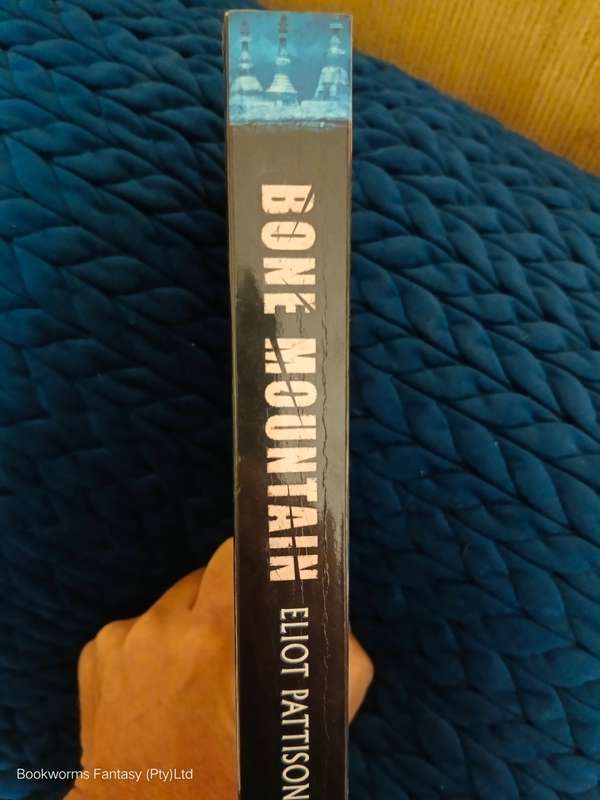 BONE MOUNTAIN
ELIOT PATTISON
Bookworms Fantasy (Pty)Ltd